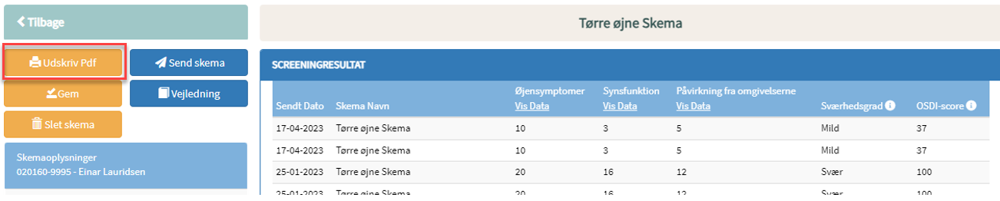 Tilbage
Udskriv Pdf
Send skema
Gem
Vejledning
Slet skema
Skemaoplysninger
020160-9995 - Einar Lauridsen
Tørre øjne Skema
SCREENINGRESULTAT
Øjensymptomer Synsfunktion Påvirkning fra omgivelserne
Sendt Dato Skema Navn Vis Data Vis Data Vis Data Sværhedsgrad OSDI-score
17-04-2023 Tørre øjne Skema 10 3 5 Mild 37
17-04-2023 Tørre øjne Skema 10 3 5 Mild 37
25-01-2023 Tørre øjne Skema 20 16 12 Svær 100
25-01-2023 Tørre øjne Skema 20 16 12 Svær 100